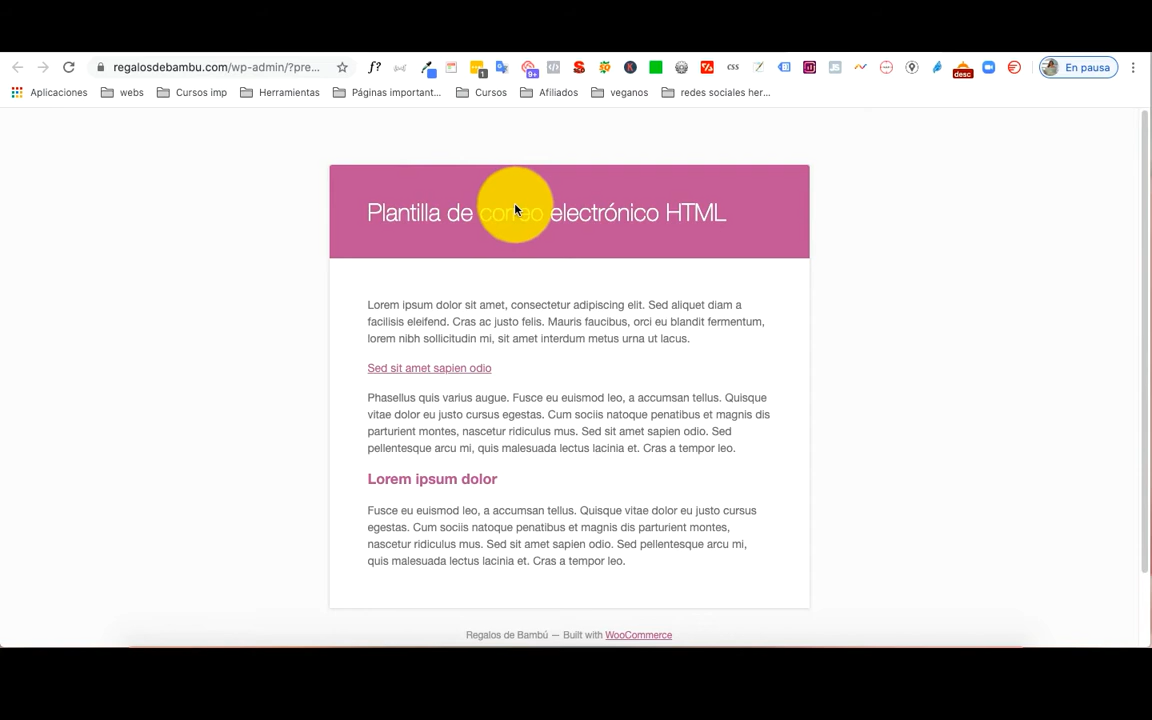 regalosdebambu.com/wp-admin/?pre...
f?
1
9+
CSS
desc
En pausa
Aplicaciones
webs
Cursos imp
Herramientas
Páginas important...
Cursos
Afiliados
veganos
redes sociales her...
Plantilla de correo electrónico HTML
Lorem ipsum dolor sit amet, consectetur adipiscing elit. Sed aliquet diam a
facilisis eleifend. Cras ac justo felis. Mauris faucibus, orci eu blandit fermentum,
lorem nibh sollicitudin mi, sit amet interdum metus urna ut lacus.
Sed sit amet sapien odio
Phasellus quis varius augue. Fusce eu euismod leo, a accumsan tellus. Quisque
vitae dolor eu justo cursus egestas. Cum sociis natoque penatibus et magnis dis
parturient montes, nascetur ridiculus mus. Sed sit amet sapien odio. Sed
pellentesque arcu mi, quis malesuada lectus lacinia et. Cras a tempor leo.
Lorem ipsum dolor
Fusce eu euismod leo, a accumsan tellus. Quisque vitae dolor eu justo cursus
egestas. Cum sociis natoque penatibus et magnis dis parturient montes,
nascetur ridiculus mus. Sed sit amet sapien odio. Sed pellentesque arcu mi,
quis malesuada lectus lacinia et. Cras a tempor leo.
Regalos de Bambú — Built with WooCommerce